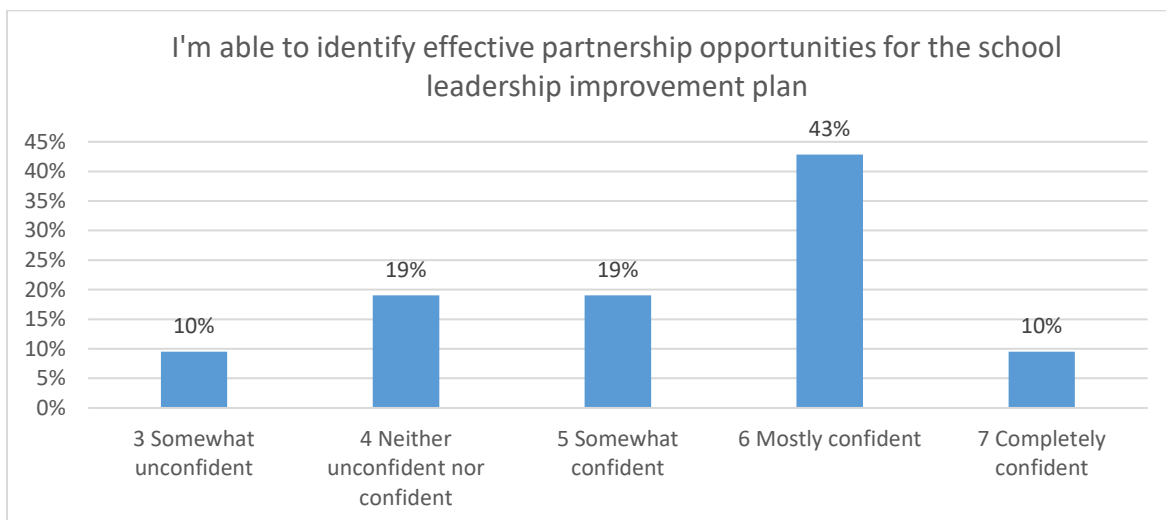 I'm able to identify effective partnership opportunities for the school
leadership improvement plan
45%
40%
35%
30%
25%
20%
15%
10%
5%
0%
10%
19%
19%
43%
10%
3 Somewhat
unconfident
4 Neither
unconfident nor
confident
5 Somewhat
confident
6 Mostly confident
7 Completely
confident